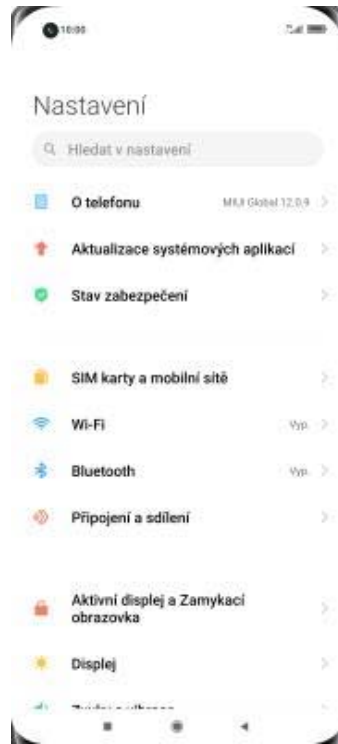 10:00
Nastavení
Hledat v nastavení
O telefonu MIUI Global 12.0.9
Aktualizace systémových aplikací
Stav zabezpečení
SIM karty a mobilní sítě
Wi-Fi Vyp.
Bluetooth Vyp.
Připojení a sdílení
Aktivní displej a Zamykací
obrazovka
Displej